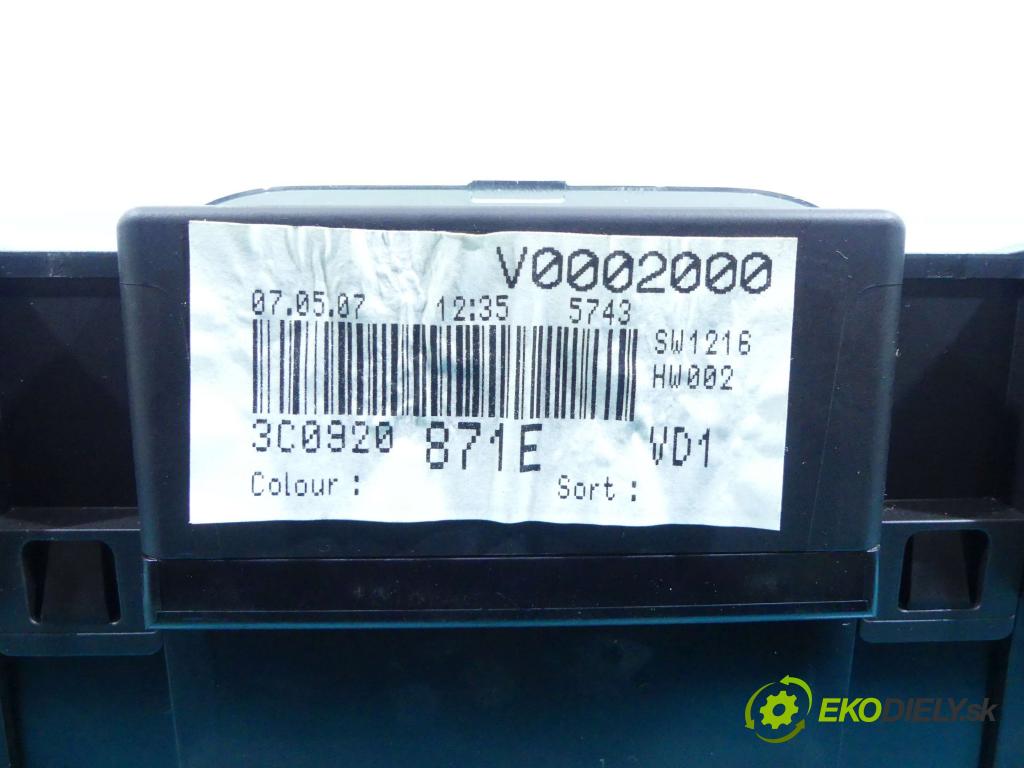 V0002000
07.05.07 12:35 5743
SW1216
HW002
3C0920 871E VD1
Colour : Sort :
EKODIELY.sk